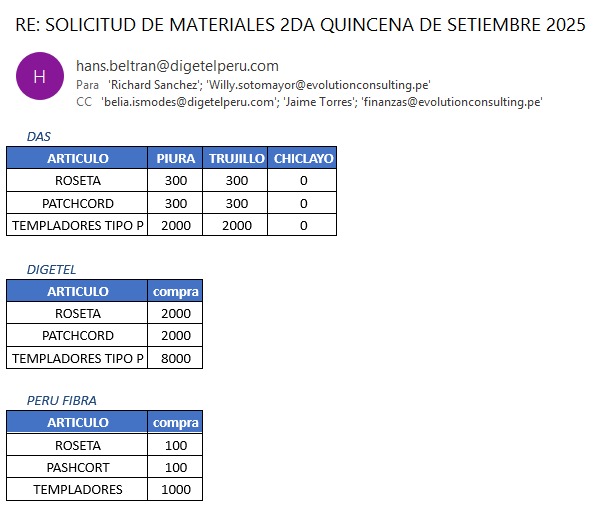 RE: SOLICITUD DE MATERIALES 2DA QUINCENA DE SETIEMBRE 2025
H
hans.beltran@digetelperu.com
Para 'Richard Sanchez'; 'Willy.sotomayor@evolutionconsulting.pe'
CC 'belia.ismodes@digetelperu.com'; 'Jaime Torres'; 'finanzas@evolutionconsulting.pe'
DAS
ARTICULO PIURA TRUJILLO CHICLAYO
ROSETA 300 300 0
PATCHCORD 300 300 0
TEMPLADORES TIPO P 2000 2000 0
DIGETEL
ARTICULO compra
ROSETA 2000
PATCHCORD 2000
TEMPLADORES TIPO P 8000
PERU FIBRA
ARTICULO compra
ROSETA 100
PASHCORT 100
TEMPLADORES 1000